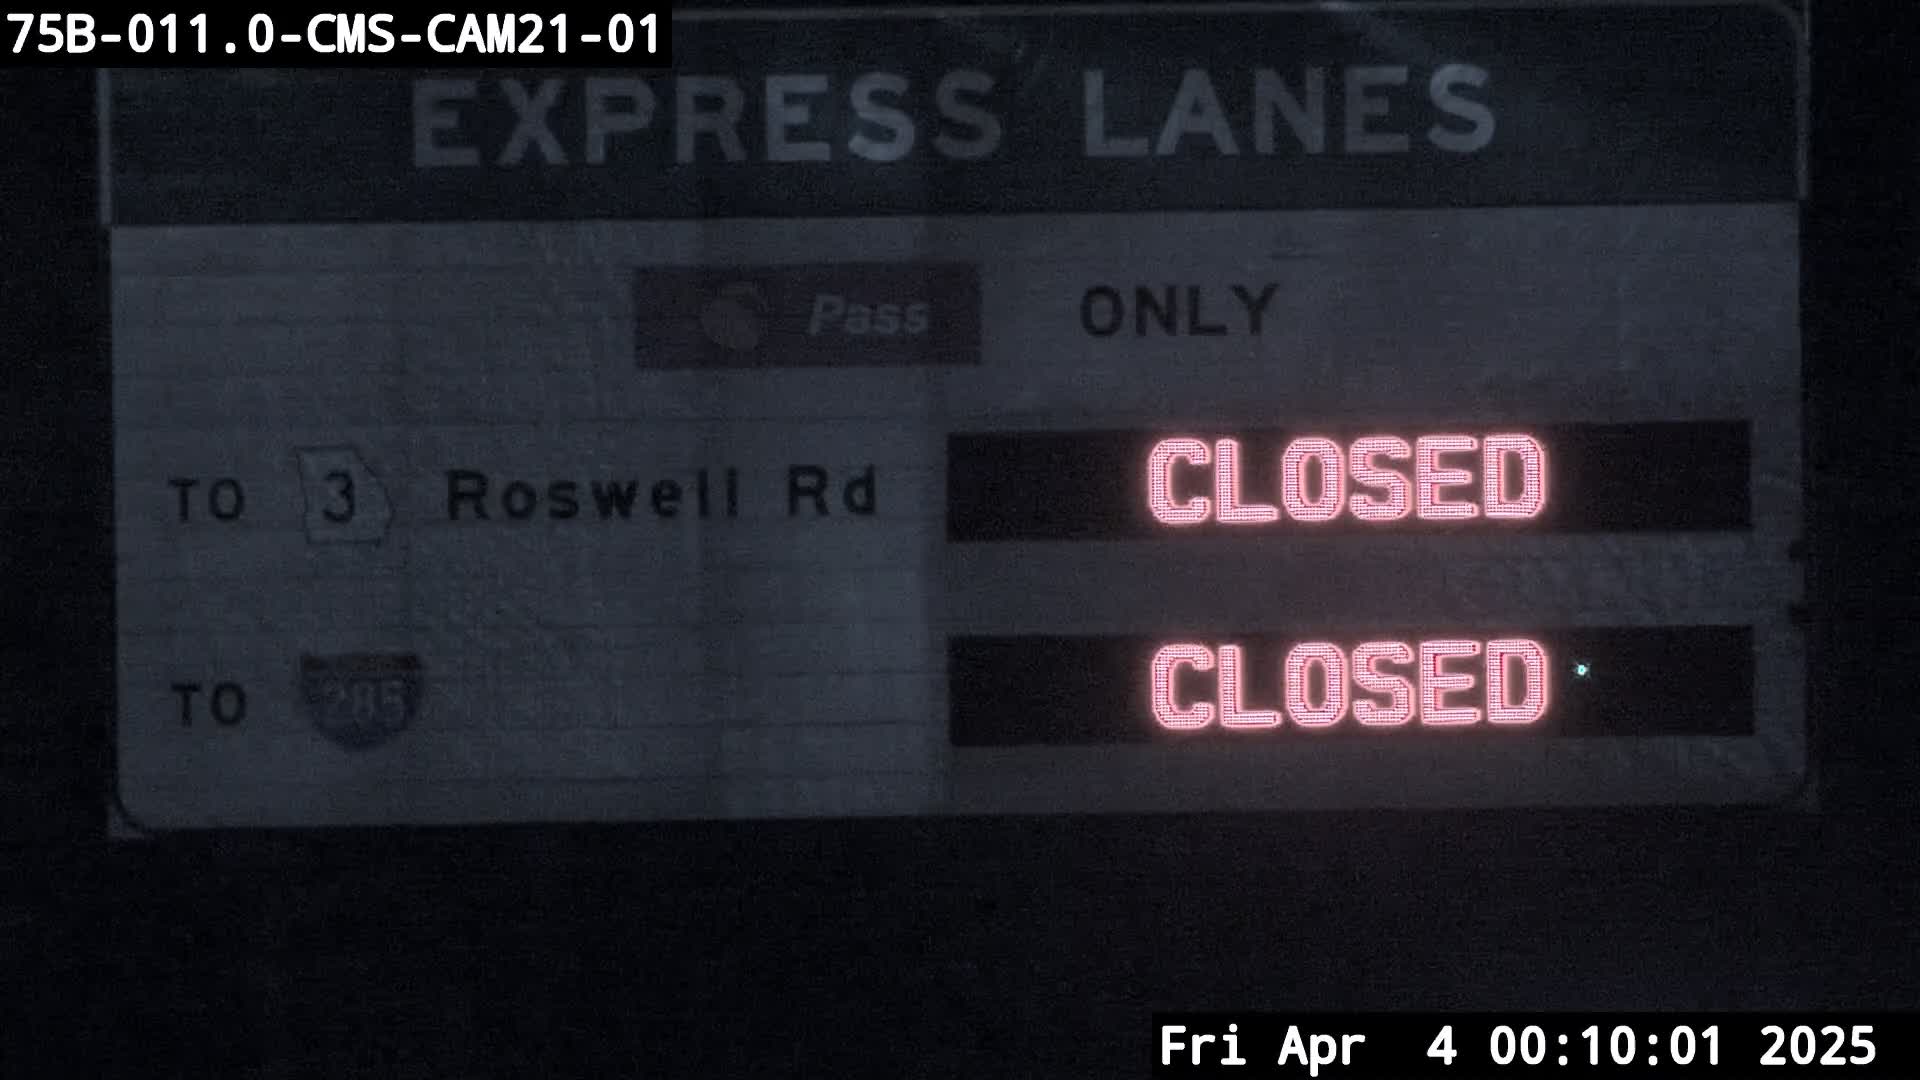 75B-011.0-CMS-CAM21-01
EXPRESS LANES
Pass ONLY
TO 3 Roswell Rd CLOSED
TO 285 CLOSED
Fri Apr 4 00:10:01 2025